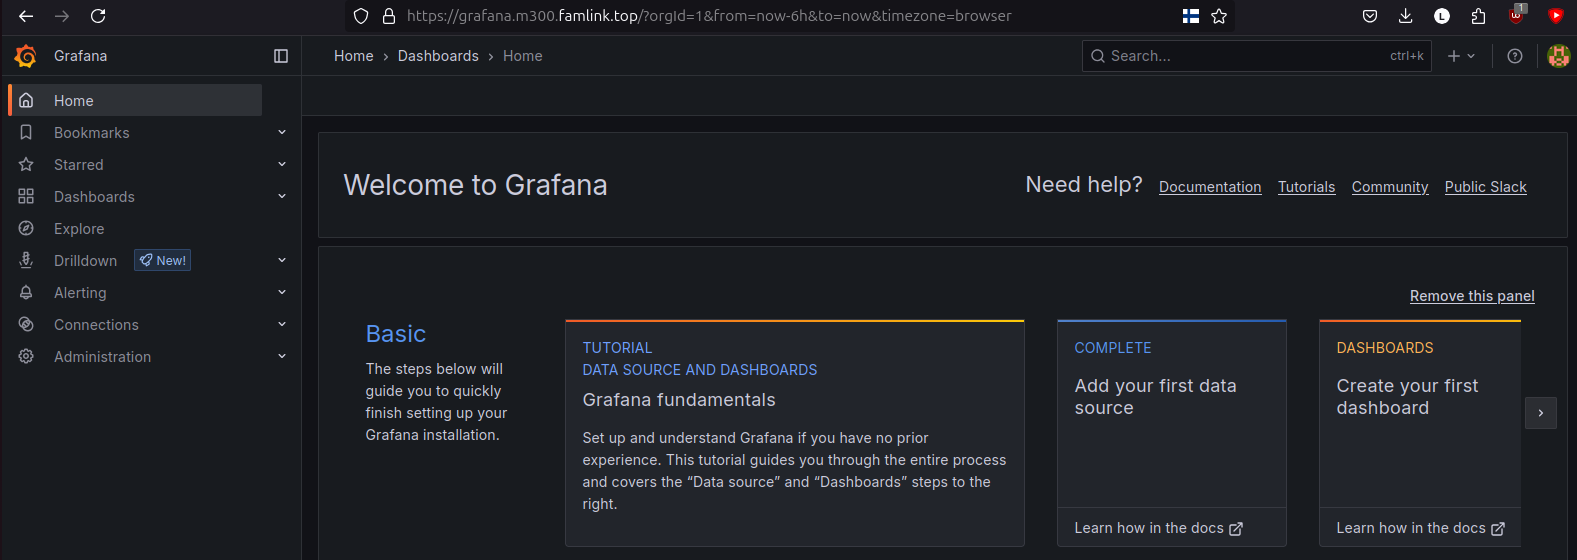 https://grafana.m300.famlink.top/?orgId=1&from=now-6h&to=now&timezone=browser
L
1
Grafana
Home › Dashboards › Home
Search...
ctrl+k
Home
Bookmarks
Starred
Dashboards
Explore
Drilldown
New!
Alerting
Connections
Administration
Welcome to Grafana
Need help?
Documentation
Tutorials
Community
Public Slack
Remove this panel
Basic
The steps below will
guide you to quickly
finish setting up your
Grafana installation.
TUTORIAL
DATA SOURCE AND DASHBOARDS
Grafana fundamentals
Set up and understand Grafana if you have no prior
experience. This tutorial guides you through the entire process
and covers the “Data source” and “Dashboards” steps to the
right.
COMPLETE
Add your first data
source
Learn how in the docs
DASHBOARDS
Create your first
dashboard
Learn how in the docs